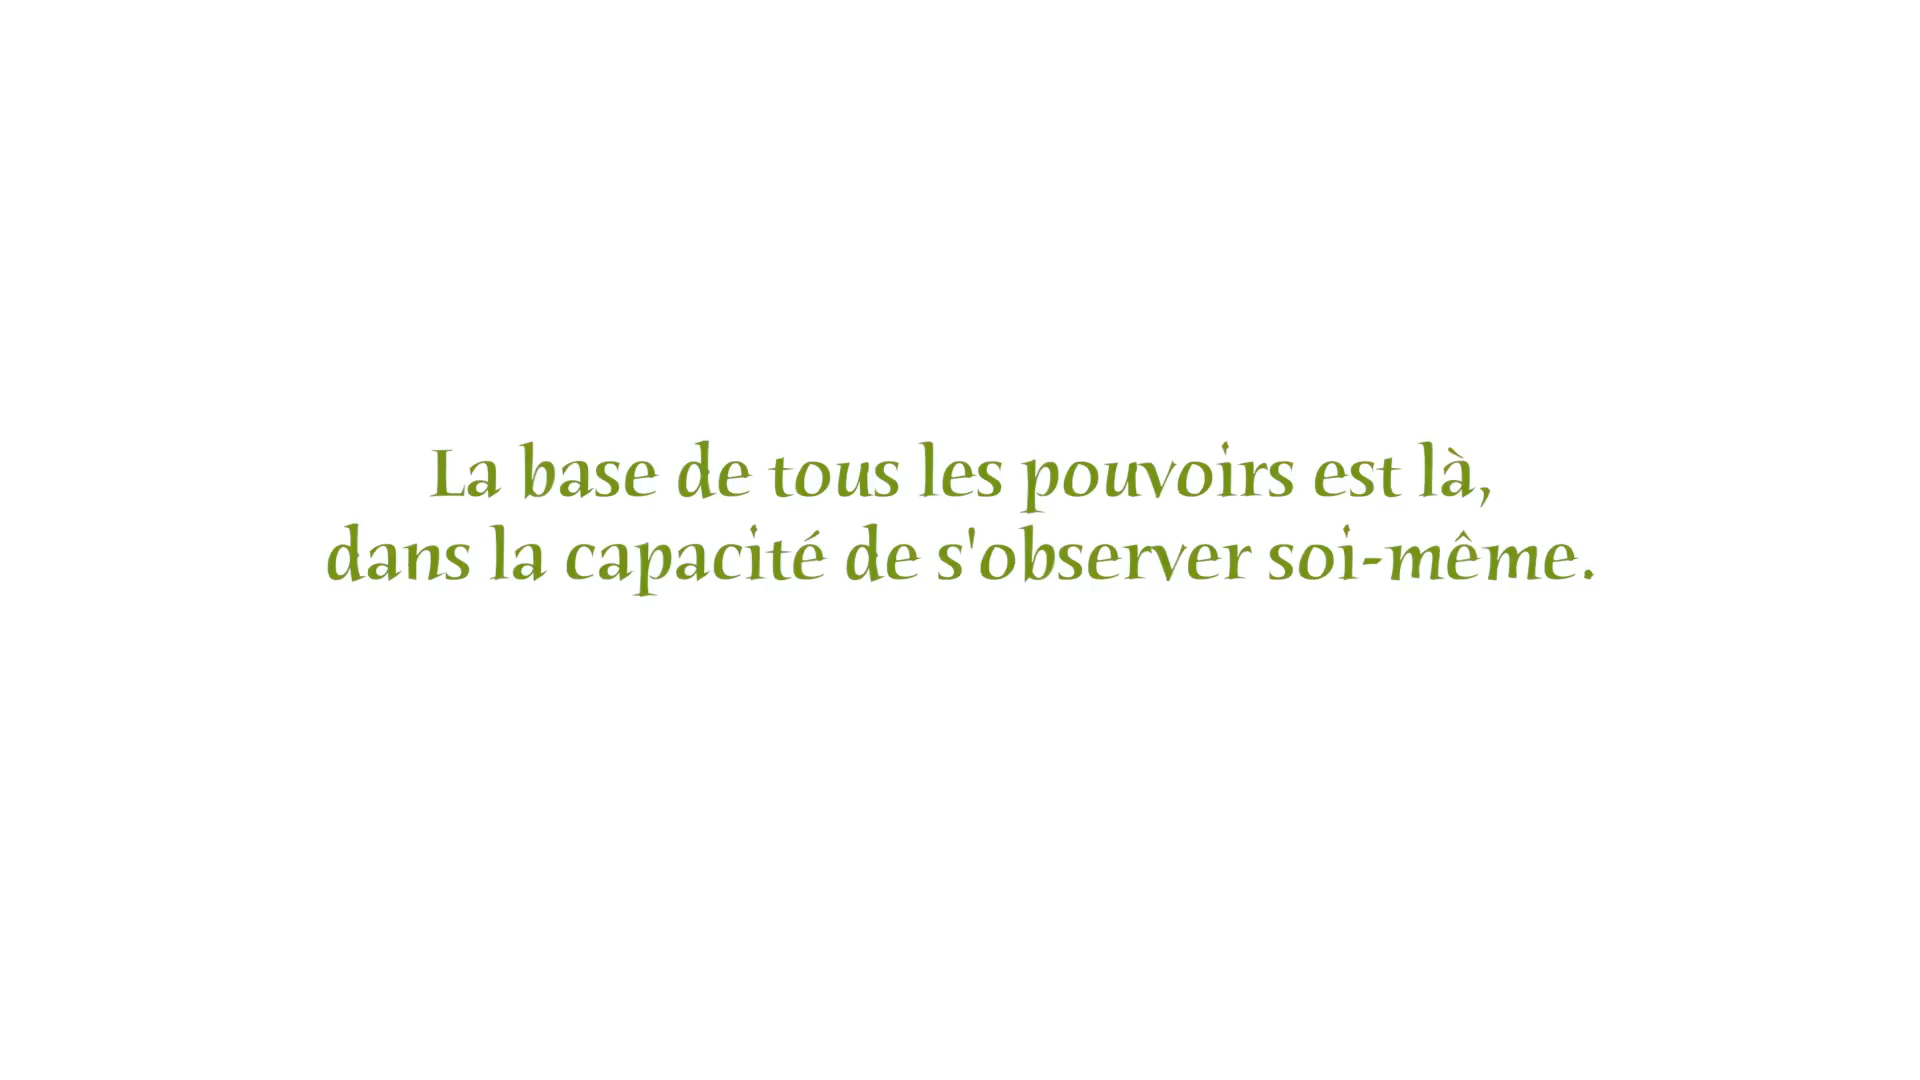 La base de tous les pouvoirs est là,
dans la capacité de s'observer soi-même.